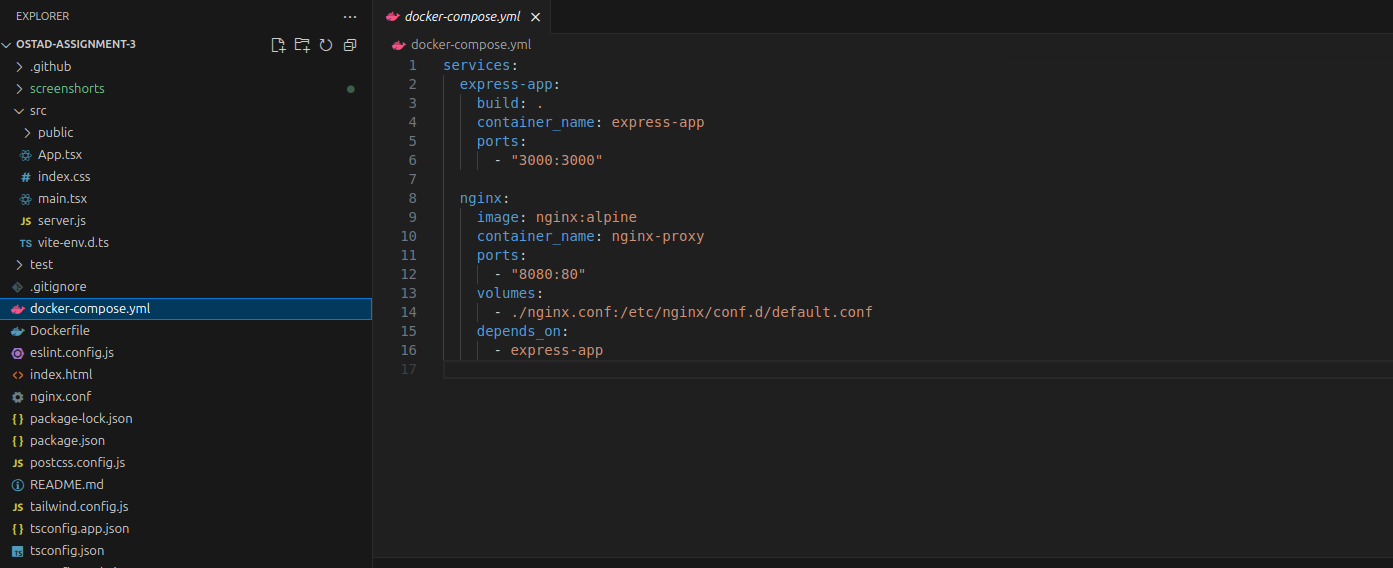 EXPLORER
OSTAD-ASSIGNMENT-3
.github
screenshorts
src
public
App.tsx
# index.css
main.tsx
JS server.js
TS vite-env.d.ts
test
.gitignore
docker-compose.yml
Dockerfile
eslint.config.js
<> index.html
nginx.conf
{ } package-lock.json
{ } package.json
JS postcss.config.js
README.md
JS tailwind.config.js
{ } tsconfig.app.json
TS tsconfig.json
docker-compose.yml
docker-compose.yml
1 services:
2   express-app:
3     build: .
4     container_name: express-app
5     ports:
6       - "3000:3000"
7
8   nginx:
9     image: nginx:alpine
10     container_name: nginx-proxy
11     ports:
12       - "8080:80"
13     volumes:
14       - ./nginx.conf:/etc/nginx/conf.d/default.conf
15     depends_on:
16       - express-app
17